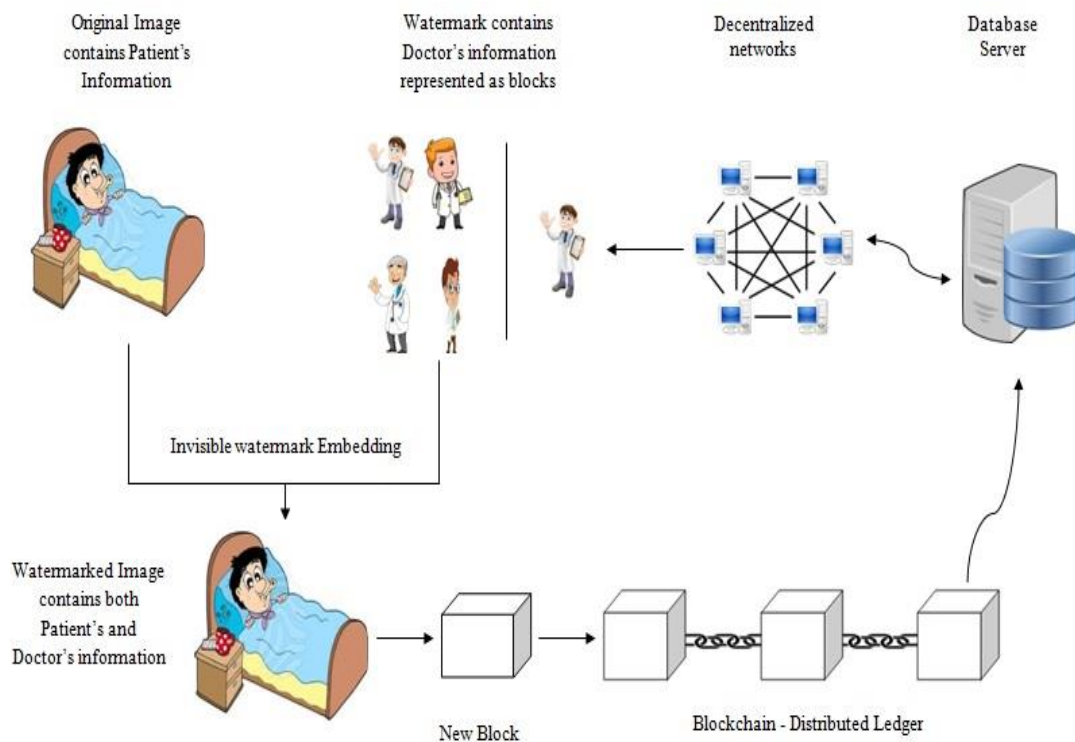 Original Image
contains Patient's
Information
Watermark contains
Doctor's information
represented as blocks
Decentralized
networks
Database
Server
Invisible watermark Embedding
Watermarked Image
contains both
Patient's and
Doctor's information
New Block
Blockchain - Distributed Ledger